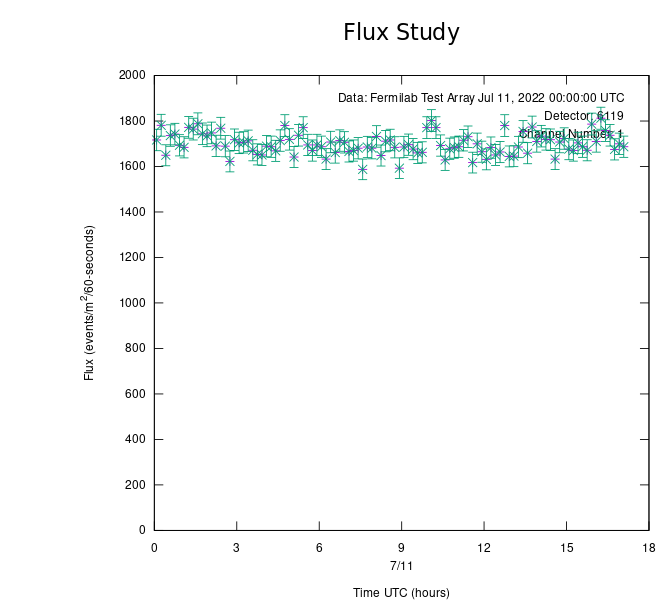 Flux Study
Data: Fermilab Test Array Jul 11, 2022 00:00:00 UTC
Detector: 6119
Channel Number: 1
Flux (events/m²/60-seconds)
2000
1800
1600
1400
1200
1000
800
600
400
200
0
0 3 6 9 12 15 18
7/11
Time UTC (hours)